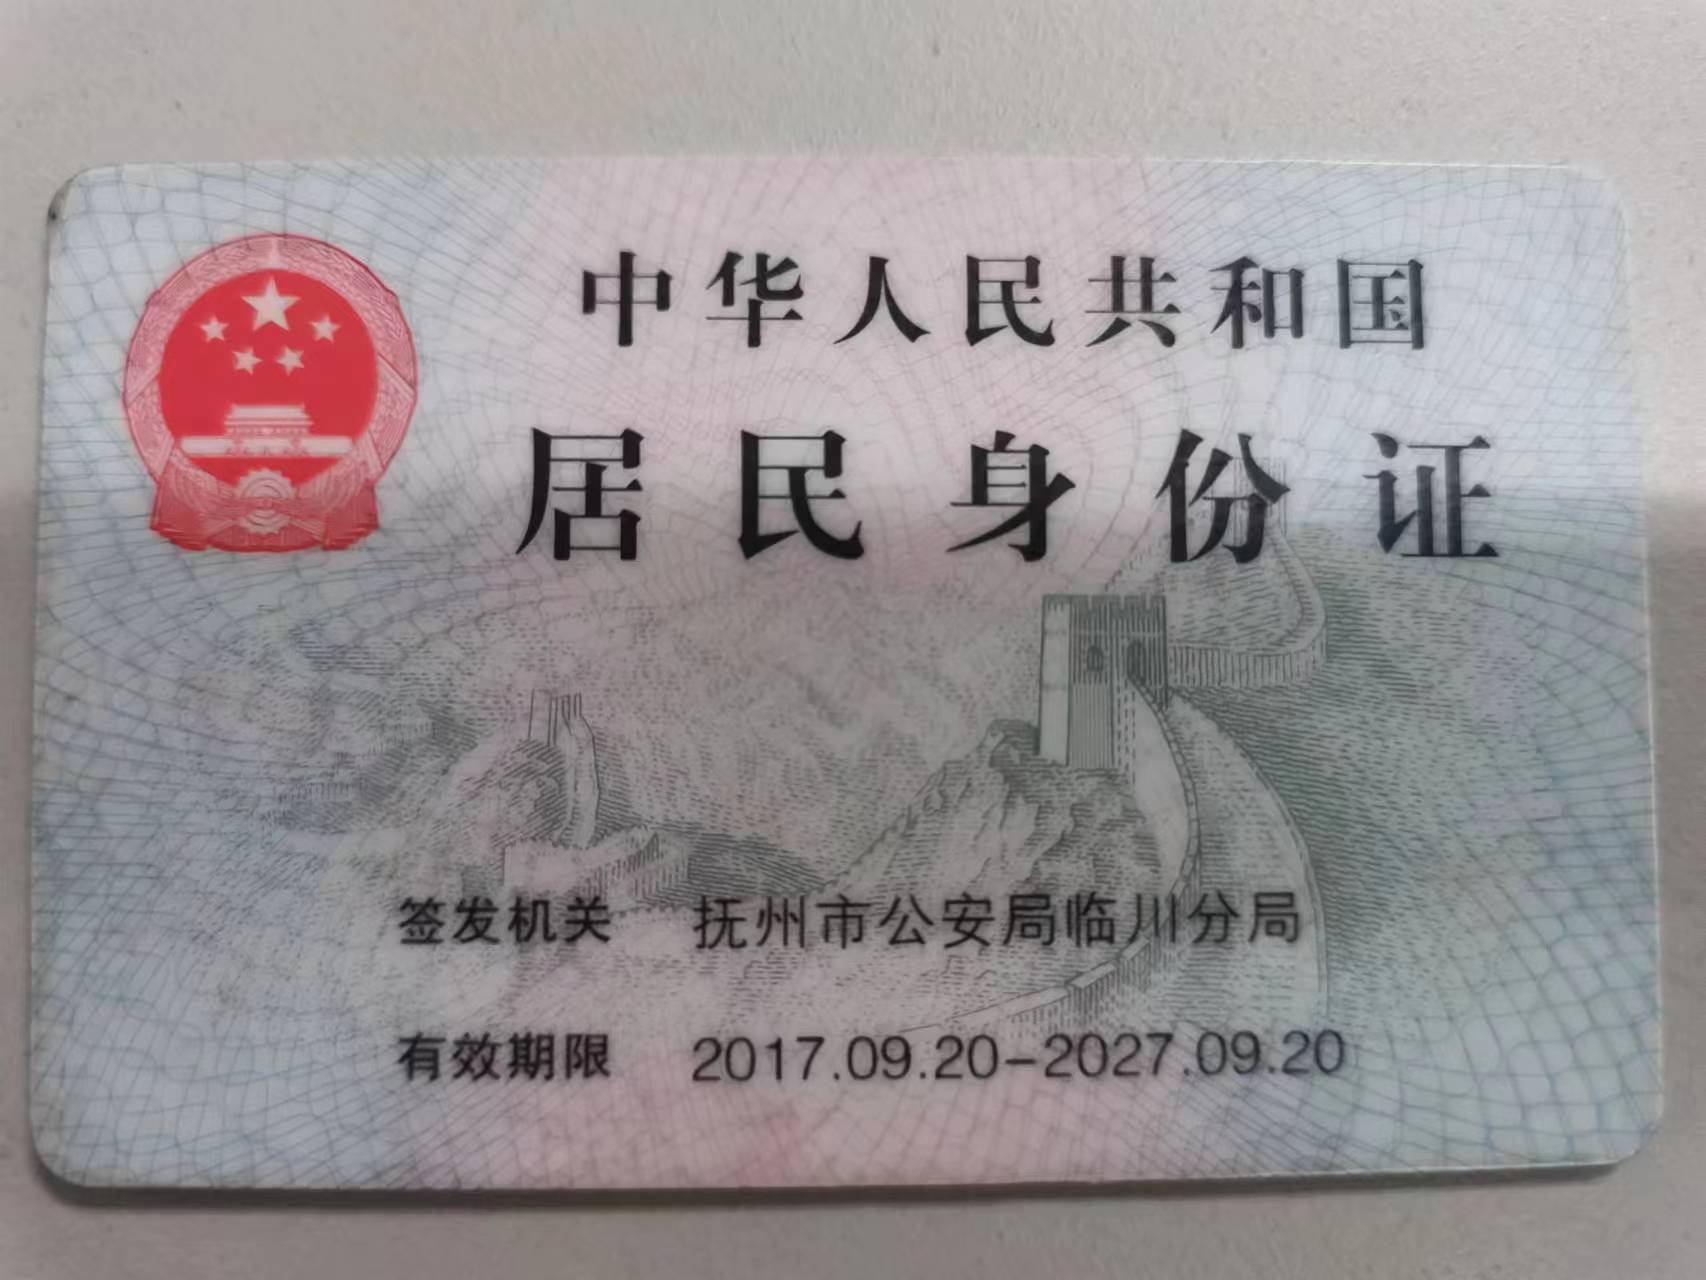 中华人民共和国
居民身份证
签发机关 抚州市公安局临川分局
有效期限 2017.09.20-2027.09.20